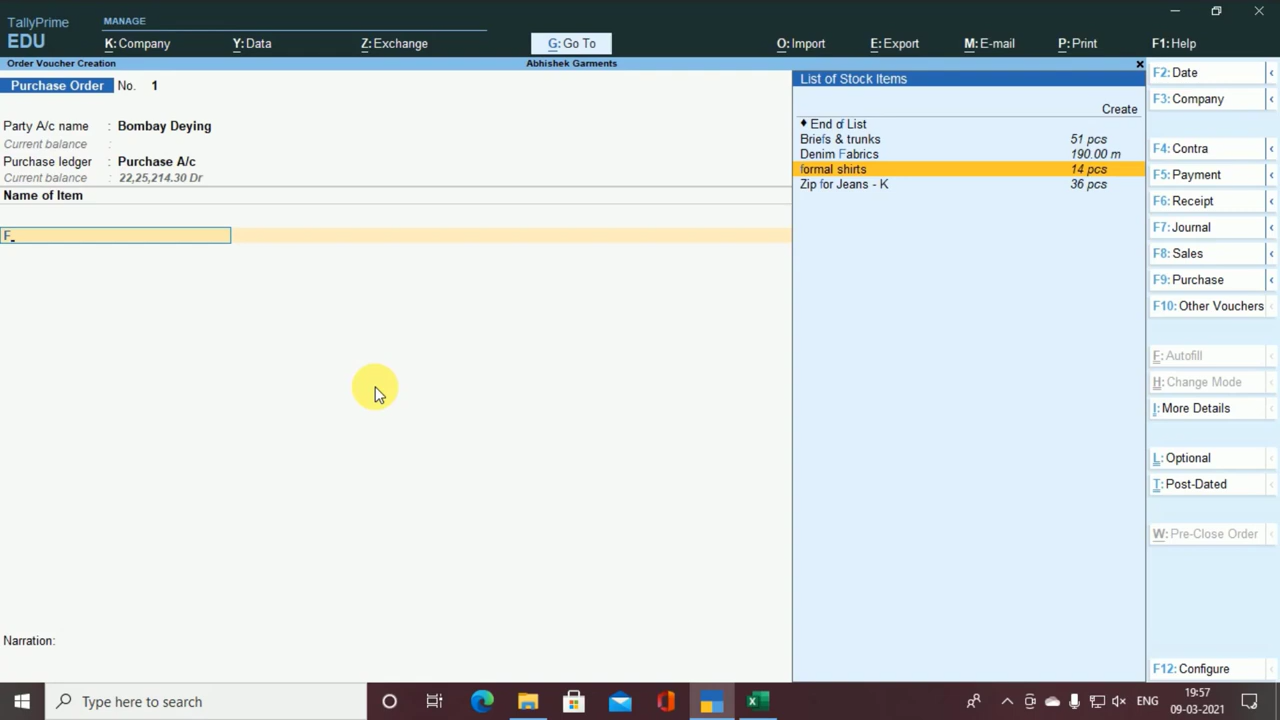 TallyPrime
MANAGE
EDU
K: Company
Y: Data
Z: Exchange
G: Go To
O: Import
E: Export
M: E-mail
P: Print
F1: Help
Order Voucher Creation
Abhishek Garments
Purchase Order No. 1
Party A/c name : Bombay Deying
Current balance :
Purchase ledger : Purchase A/c
Current balance : 22,25,214.30 Dr
Name of Item
F
Narration:
List of Stock Items
Create
♦ End of List
Briefs & trunks 51 pcs
Denim Fabrics 190.00 m
formal shirts 14 pcs
Zip for Jeans - K 36 pcs
F2: Date
F3: Company
F4: Contra
F5: Payment
F6: Receipt
F7: Journal
F8: Sales
F9: Purchase
F10: Other Vouchers
F: Autofill
H: Change Mode
I: More Details
L: Optional
T: Post-Dated
W: Pre-Close Order
F12: Configure
Type here to search
ENG
19:57
09-03-2021